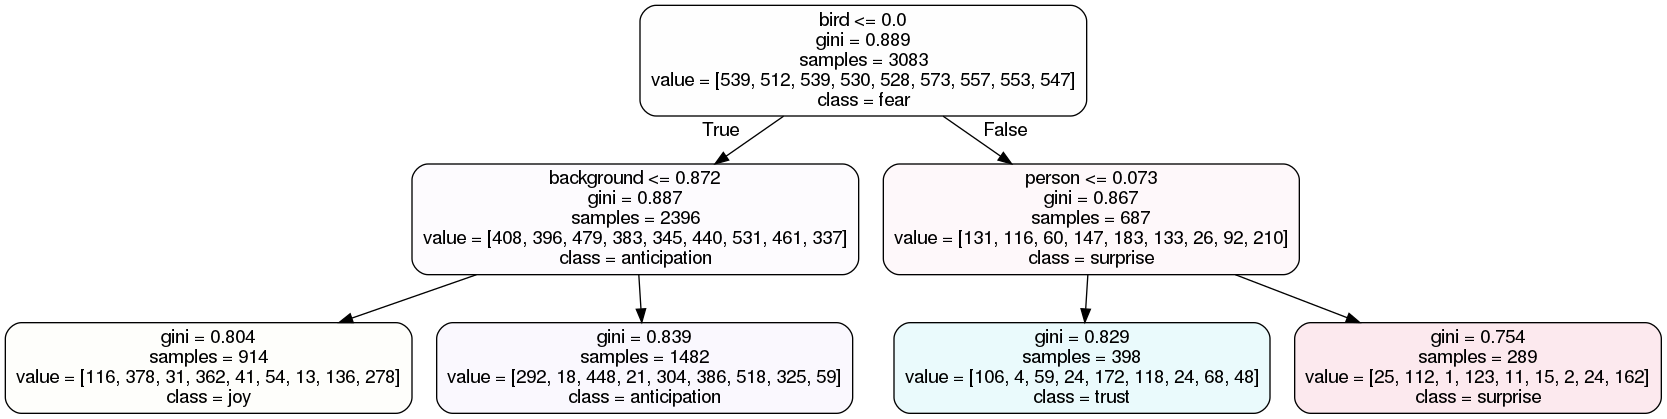 bird <= 0.0
gini = 0.889
samples = 3083
value = [539, 512, 539, 530, 528, 573, 557, 553, 547]
class = fear
True
False
background <= 0.872
gini = 0.887
samples = 2396
value = [408, 396, 479, 383, 345, 440, 531, 461, 337]
class = anticipation
person <= 0.073
gini = 0.867
samples = 687
value = [131, 116, 60, 147, 183, 133, 26, 92, 210]
class = surprise
gini = 0.804
samples = 914
value = [116, 378, 31, 362, 41, 54, 13, 136, 278]
class = joy
gini = 0.839
samples = 1482
value = [292, 18, 448, 21, 304, 386, 518, 325, 59]
class = anticipation
gini = 0.829
samples = 398
value = [106, 4, 59, 24, 172, 118, 24, 68, 48]
class = trust
gini = 0.754
samples = 289
value = [25, 112, 1, 123, 11, 15, 2, 24, 162]
class = surprise